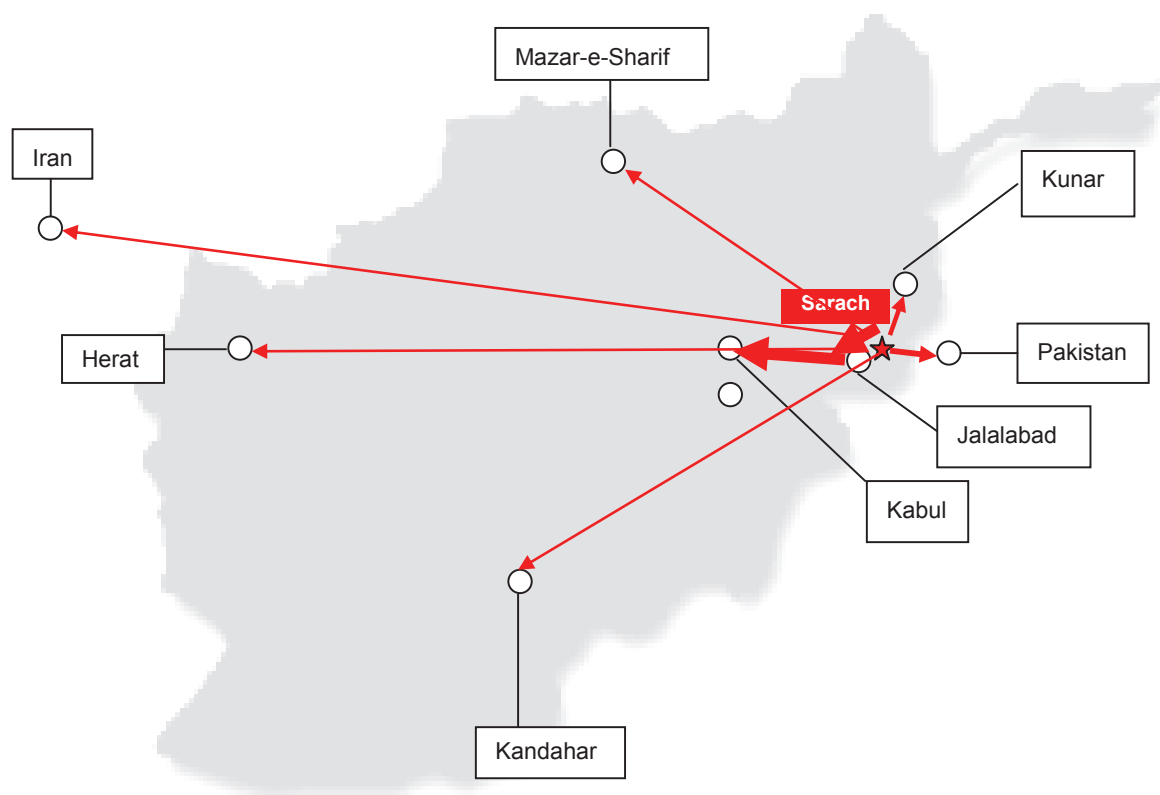 Mazar-e-Sharif
Iran
Kunar
Sarach
Herat
Pakistan
Jalalabad
Kabul
Kandahar